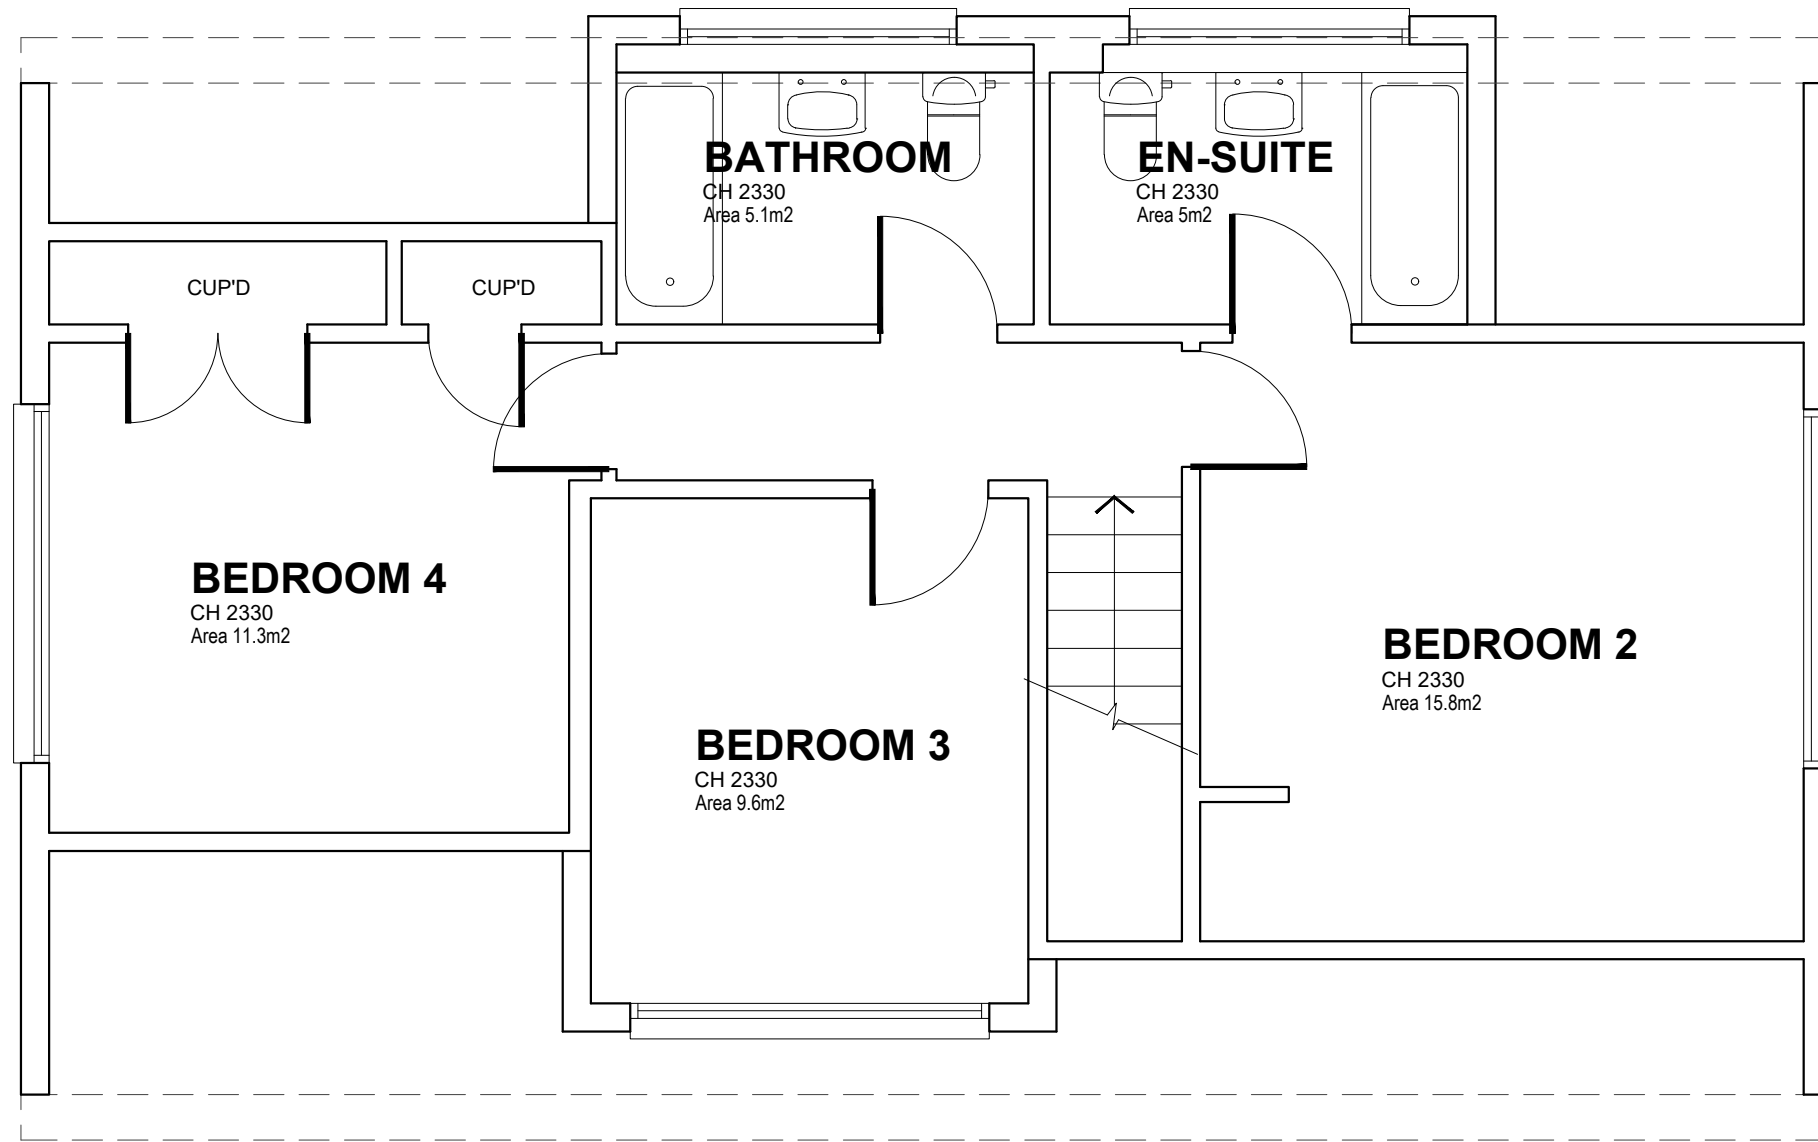 BATHROOM
CH 2330
Area 5.1m2
EN-SUITE
CH 2330
Area 5m2
CUP'D
CUP'D
BEDROOM 4
CH 2330
Area 11.3m2
BEDROOM 3
CH 2330
Area 9.6m2
BEDROOM 2
CH 2330
Area 15.8m2